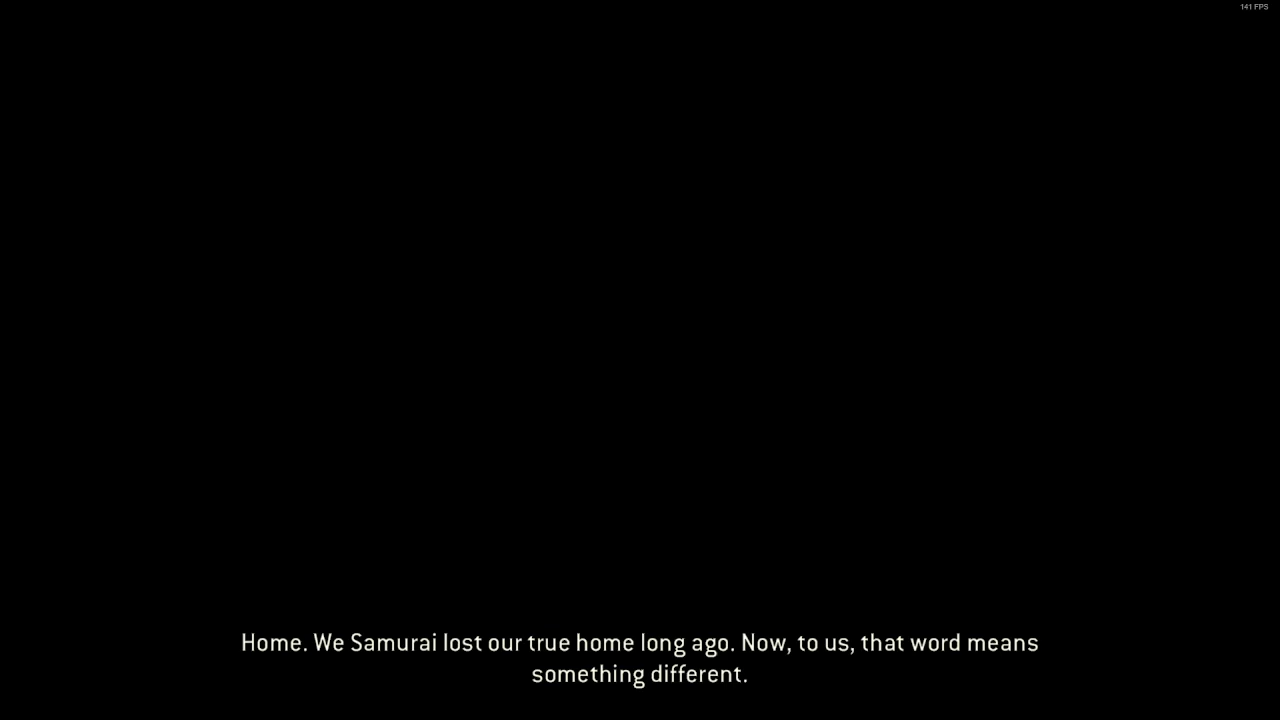 141 FPS
Home. We Samurai lost our true home long ago. Now, to us, that word means
something different.